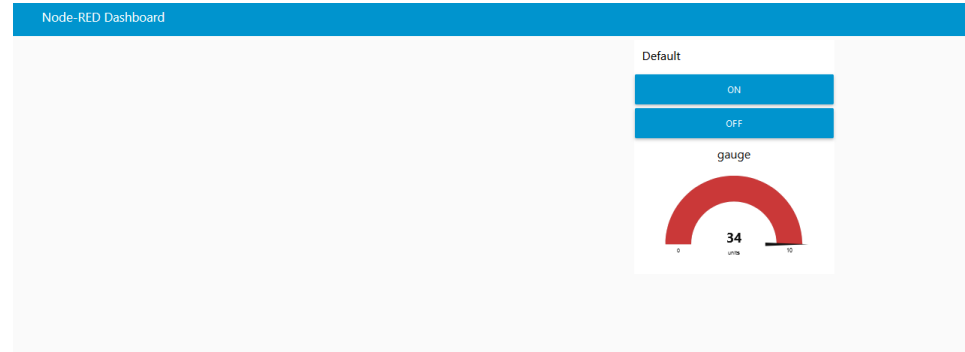 Node-RED Dashboard
Default
ON
OFF
gauge
34
units
0 10